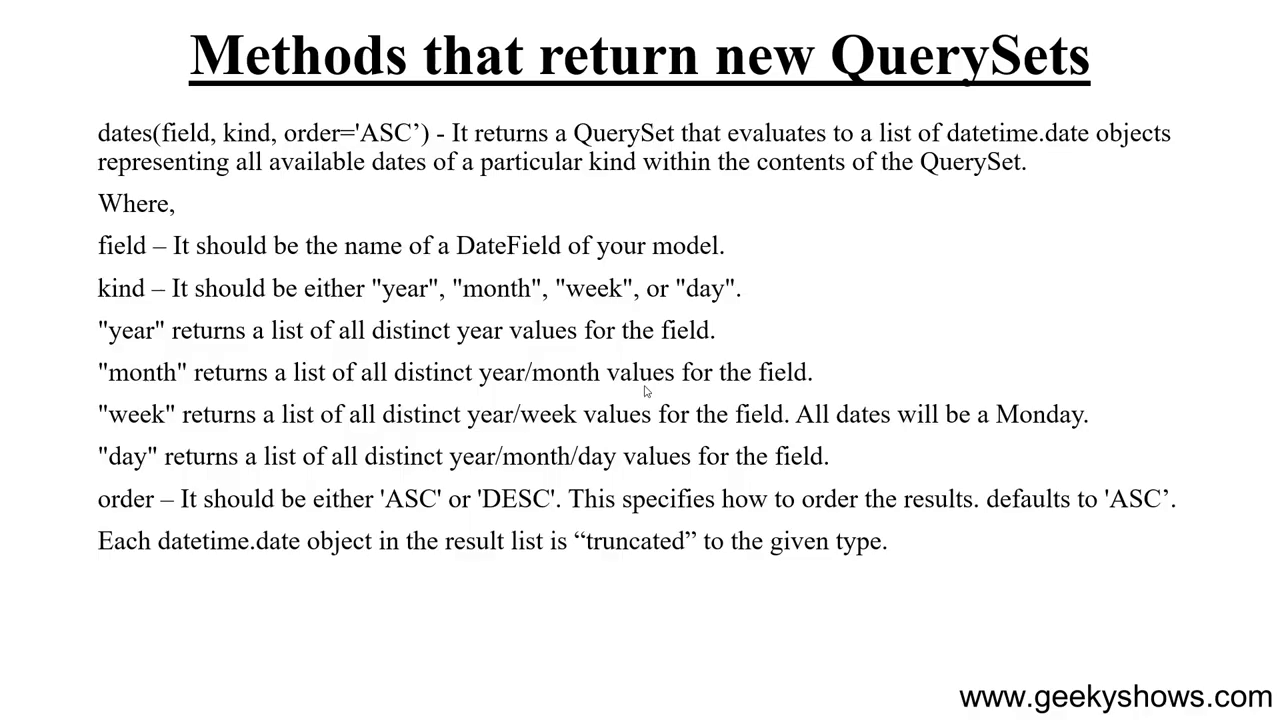 Methods that return new QuerySets
dates(field, kind, order='ASC’) - It returns a QuerySet that evaluates to a list of datetime.date objects
representing all available dates of a particular kind within the contents of the QuerySet.
Where,
field – It should be the name of a DateField of your model.
kind – It should be either "year", "month", "week", or "day".
"year" returns a list of all distinct year values for the field.
"month" returns a list of all distinct year/month values for the field.
"week" returns a list of all distinct year/week values for the field. All dates will be a Monday.
"day" returns a list of all distinct year/month/day values for the field.
order – It should be either 'ASC' or 'DESC'. This specifies how to order the results. defaults to 'ASC’.
Each datetime.date object in the result list is “truncated” to the given type.
www.geekyshows.com